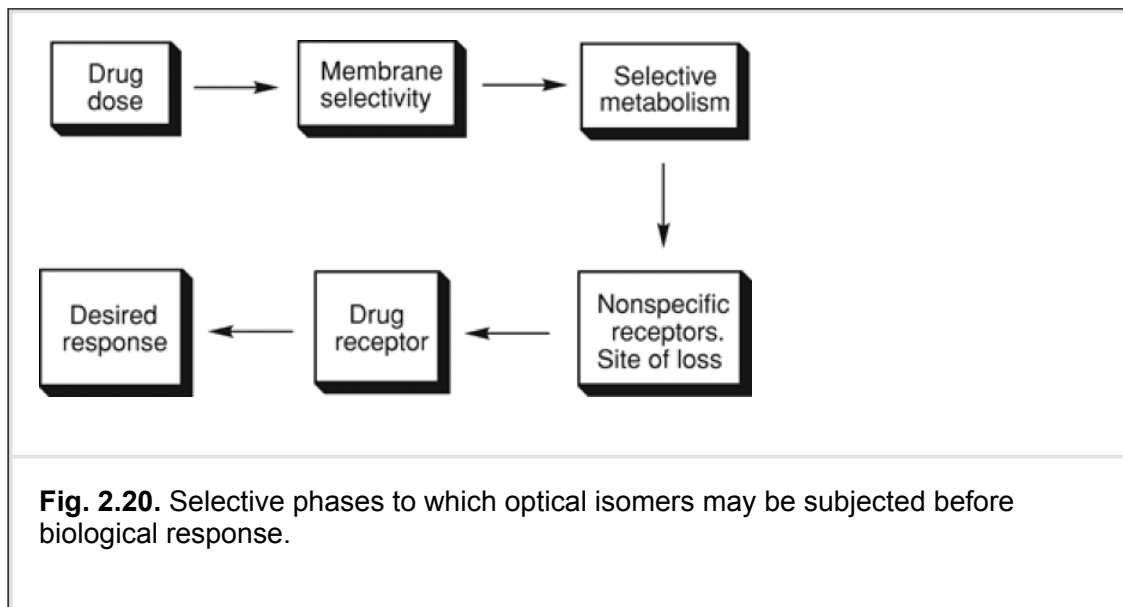 Drug
dose
Membrane
selectivity
Selective
metabolism
Nonspecific
receptors.
Site of loss
Drug
receptor
Desired
response
Fig. 2.20. Selective phases to which optical isomers may be subjected before
biological response.